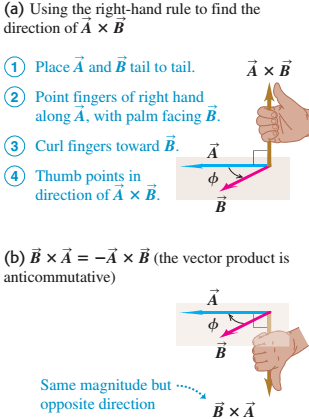 (a) Using the right-hand rule to find the
direction of A⃗ × B⃗
1 Place A⃗ and B⃗ tail to tail.
2 Point fingers of right hand
along A⃗, with palm facing B⃗.
3 Curl fingers toward B⃗.
4 Thumb points in
direction of A⃗ × B⃗.
A⃗ × B⃗
A⃗
ϕ
B⃗
(b) B⃗ × A⃗ = −A⃗ × B⃗ (the vector product is
anticommutative)
A⃗
ϕ
B⃗
Same magnitude but
opposite direction
B⃗ × A⃗